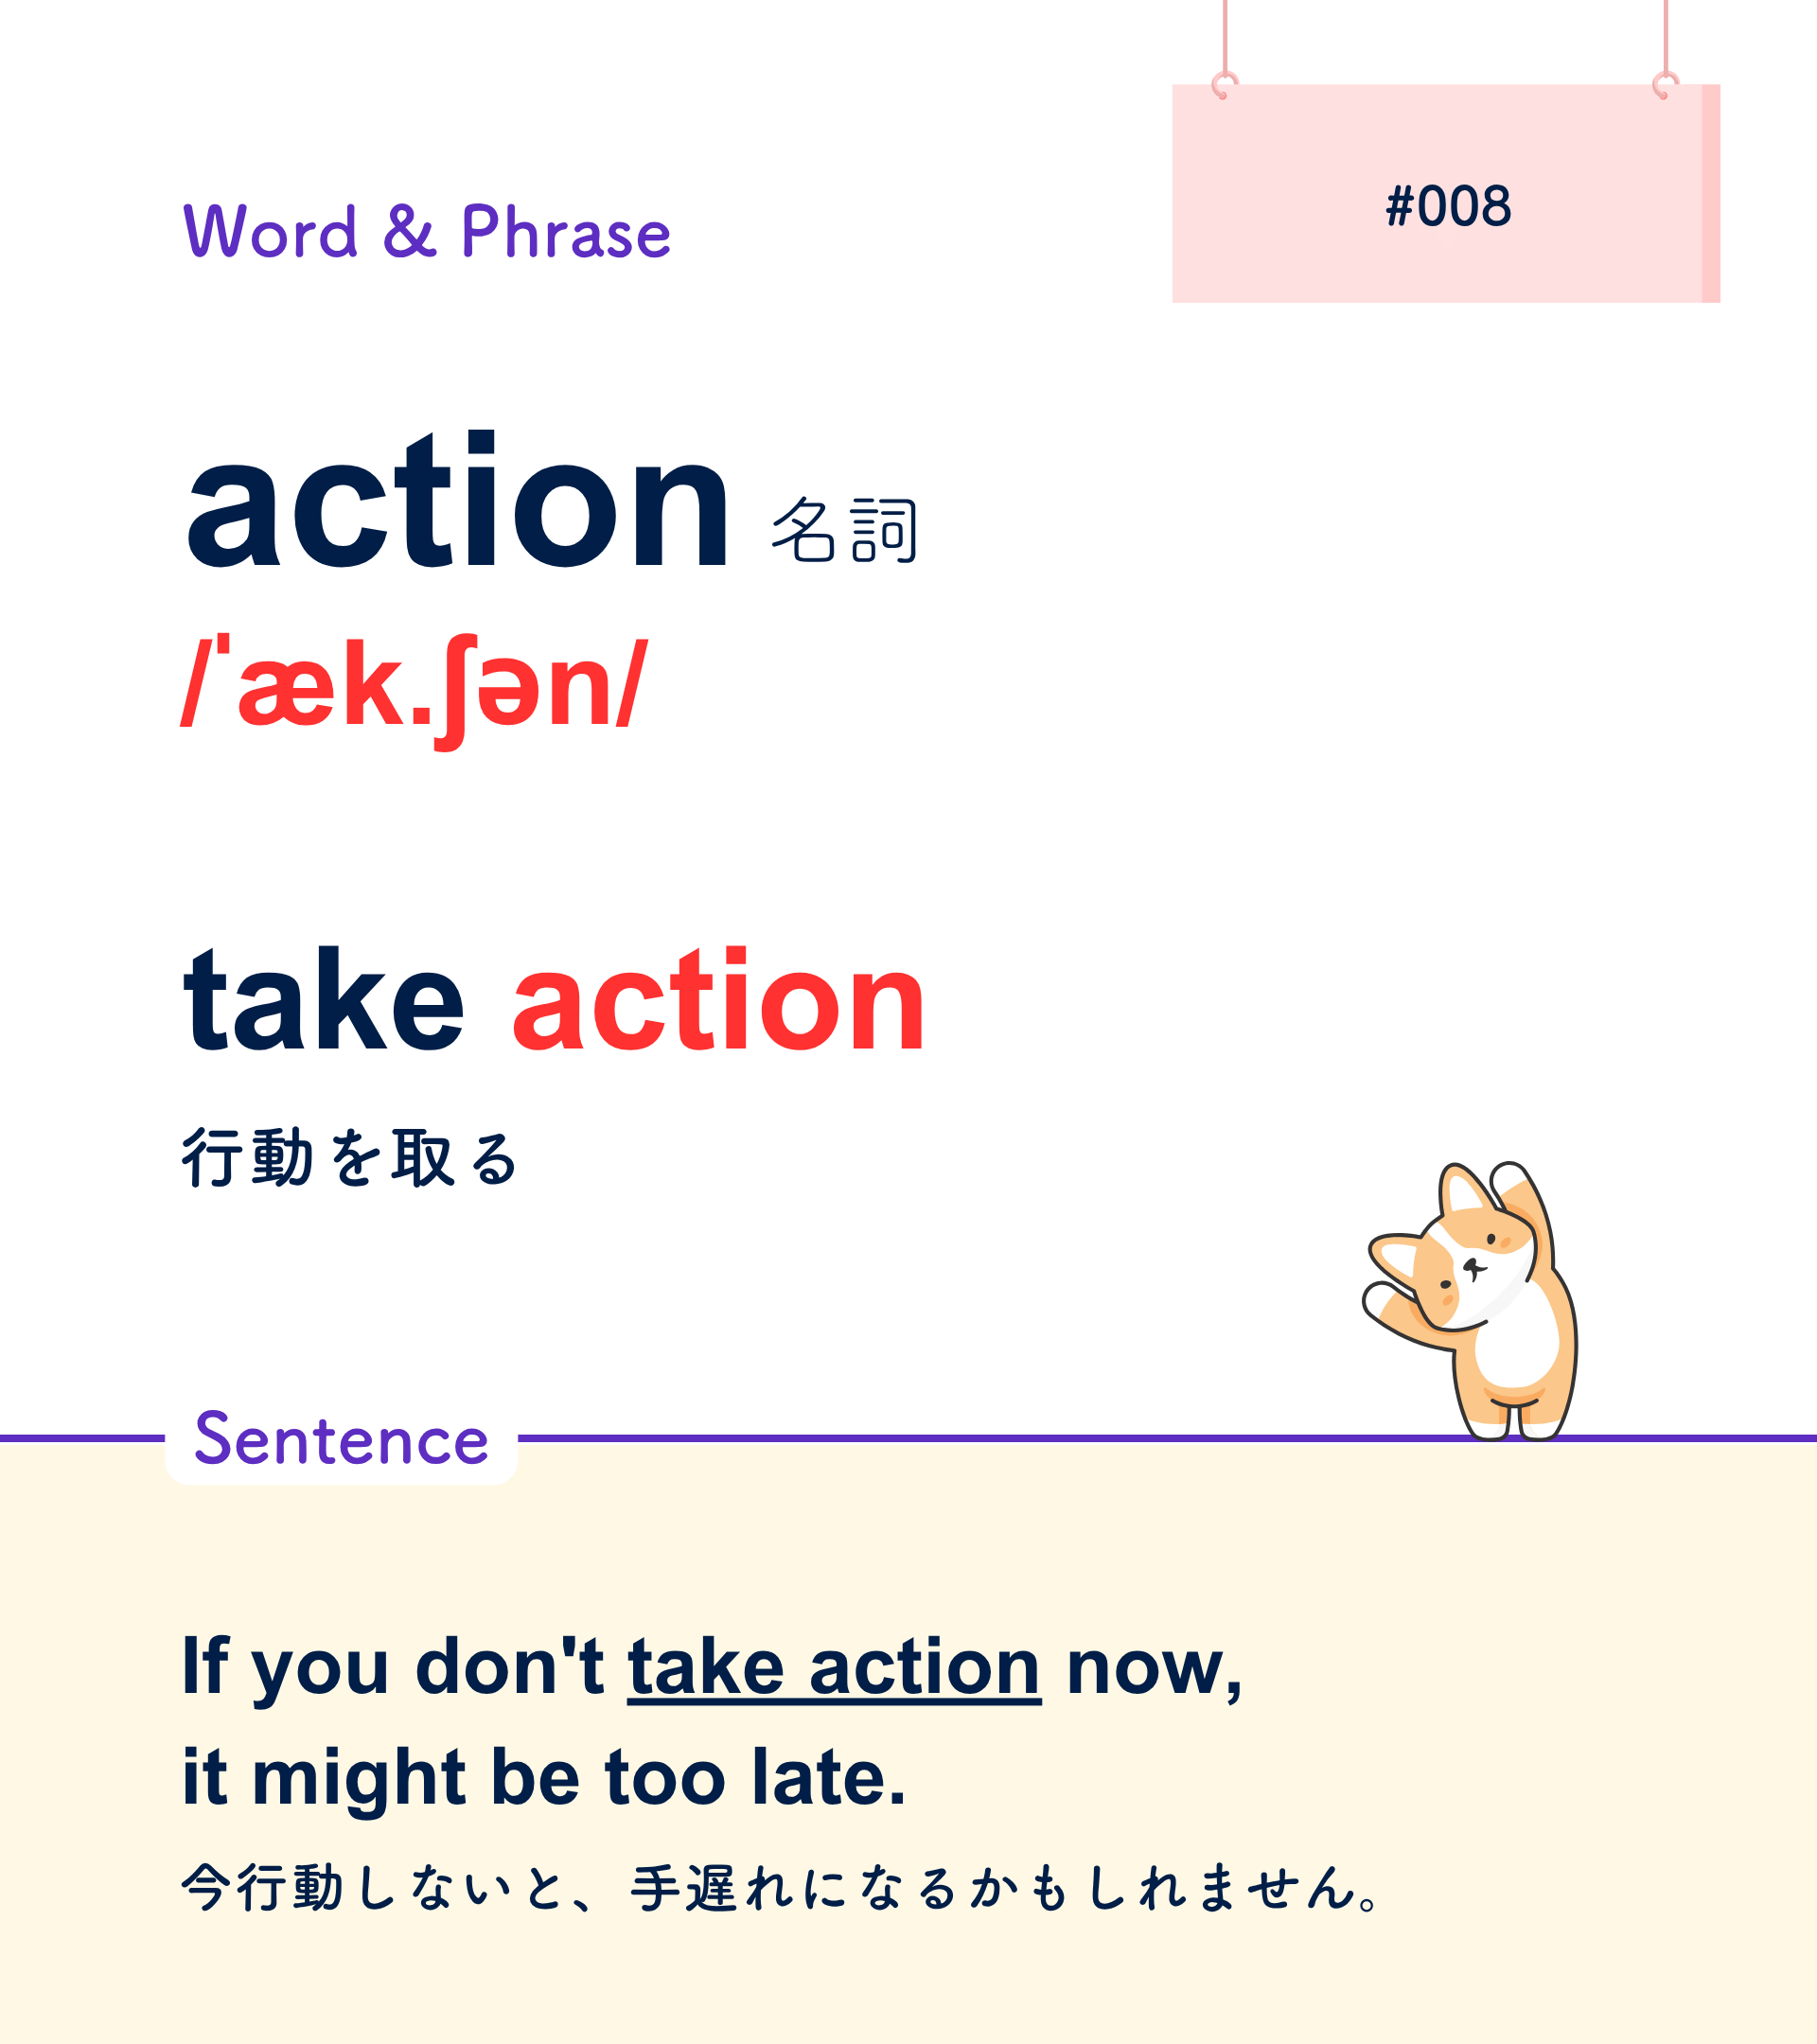 #008
Word & Phrase
action 名詞
/ˈæk.ʃən/
take action
行動を取る
Sentence
If you don't take action now,
it might be too late.
今行動しないと、手遅れになるかもしれません。